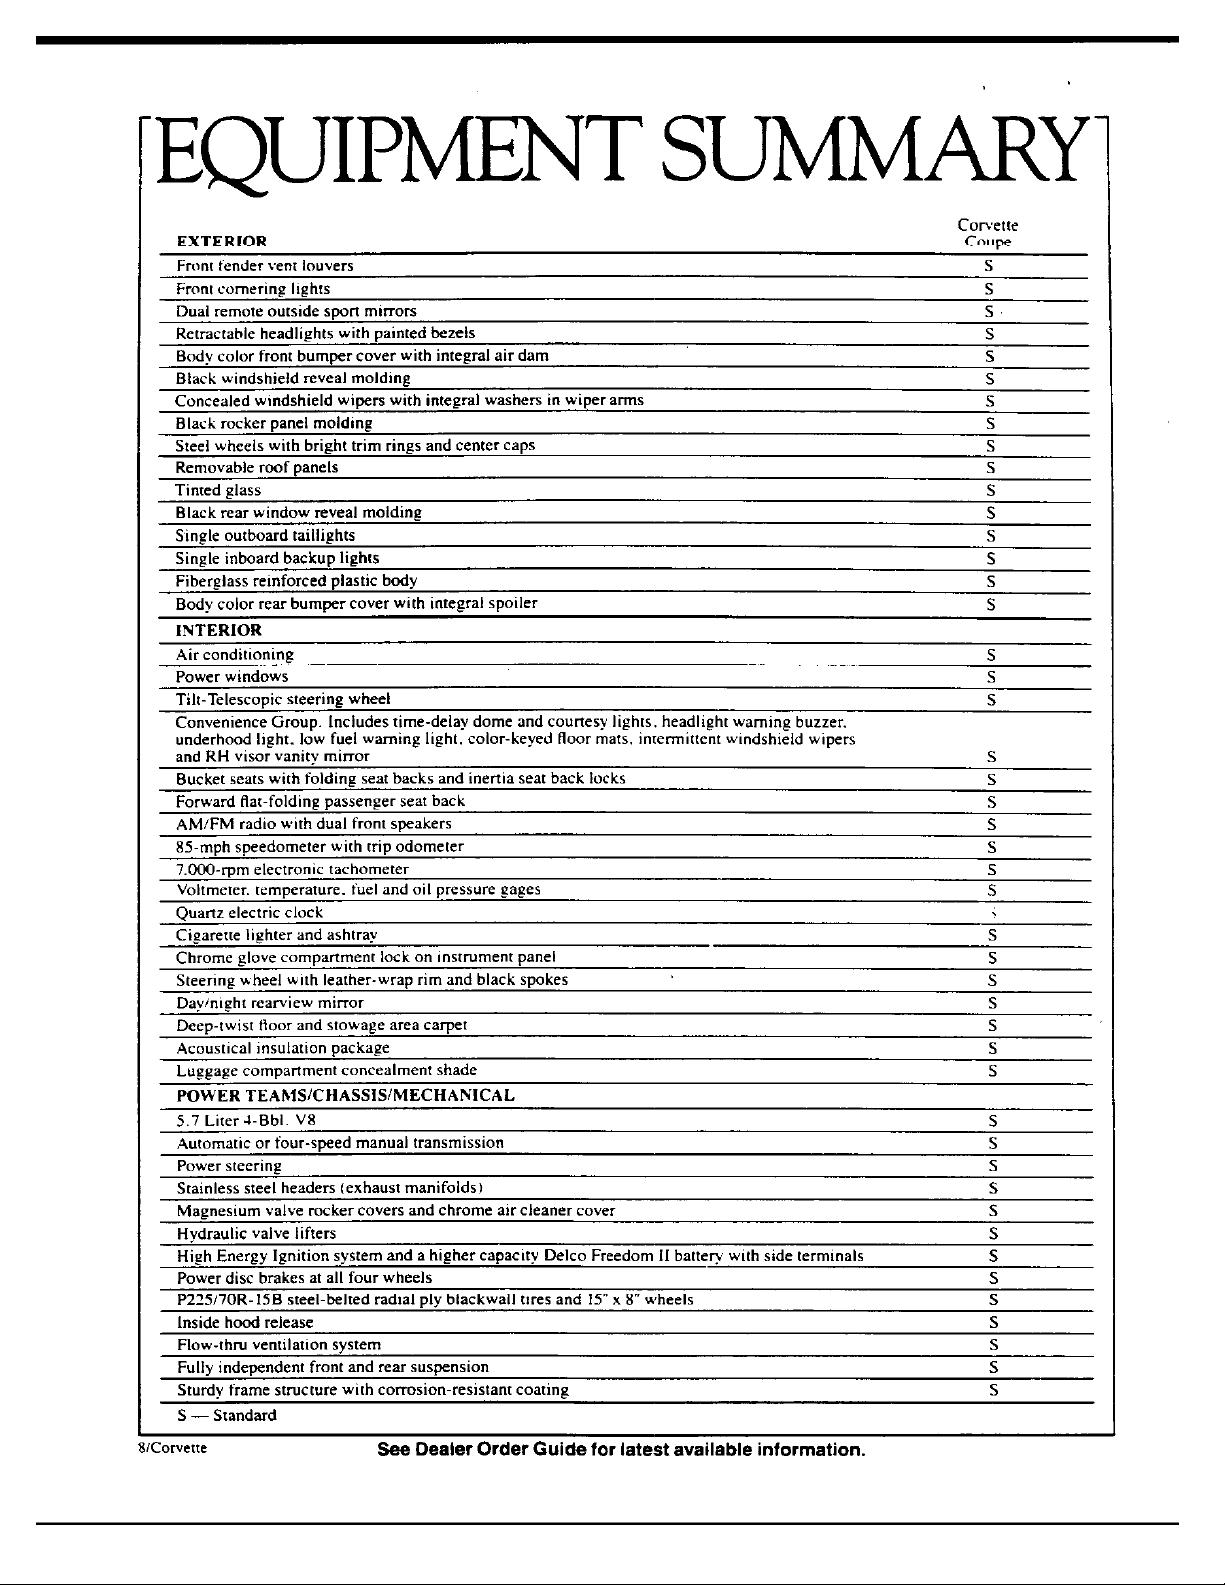 EQUIPMENT SUMMARY
Corvette
EXTERIOR Coupe
Front fender vent louvers S
Front cornering lights S
Dual remote outside sport mirrors S
Retractable headlights with painted bezels S
Body color front bumper cover with integral air dam S
Black windshield reveal molding S
Concealed windshield wipers with integral washers in wiper arms S
Black rocker panel molding S
Steel wheels with bright trim rings and center caps S
Removable roof panels S
Tinted glass S
Black rear window reveal molding S
Single outboard taillights S
Single inboard backup lights S
Fiberglass reinforced plastic body S
Body color rear bumper cover with integral spoiler S
INTERIOR
Air conditioning S
Power windows S
Tilt-Telescopic steering wheel S
Convenience Group. Includes time-delay dome and courtesy lights, headlight warning buzzer,
underhood light, low fuel warning light, color-keyed floor mats, intermittent windshield wipers
and RH visor vanity mirror S
Bucket seats with folding seat backs and inertia seat back locks S
Forward flat-folding passenger seat back S
AM/FM radio with dual front speakers S
85-mph speedometer with trip odometer S
7,000-rpm electronic tachometer S
Voltmeter, temperature, fuel and oil pressure gages S
Quartz electric clock
Cigarette lighter and ashtray S
Chrome glove compartment lock on instrument panel S
Steering wheel with leather-wrap rim and black spokes S
Day/night rearview mirror S
Deep-twist floor and stowage area carpet S
Acoustical insulation package S
Luggage compartment concealment shade S
POWER TEAMS/CHASSIS/MECHANICAL
5.7 Liter 4-Bbl. V8 S
Automatic or four-speed manual transmission S
Power steering S
Stainless steel headers (exhaust manifolds) S
Magnesium valve rocker covers and chrome air cleaner cover S
Hydraulic valve lifters S
High Energy Ignition system and a higher capacity Delco Freedom II battery with side terminals S
Power disc brakes at all four wheels S
P225/70R-15B steel-belted radial ply blackwall tires and 15" x 8" wheels S
Inside hood release S
Flow-thru ventilation system S
Fully independent front and rear suspension S
Sturdy frame structure with corrosion-resistant coating S
S — Standard
8/Corvette See Dealer Order Guide for latest available information.